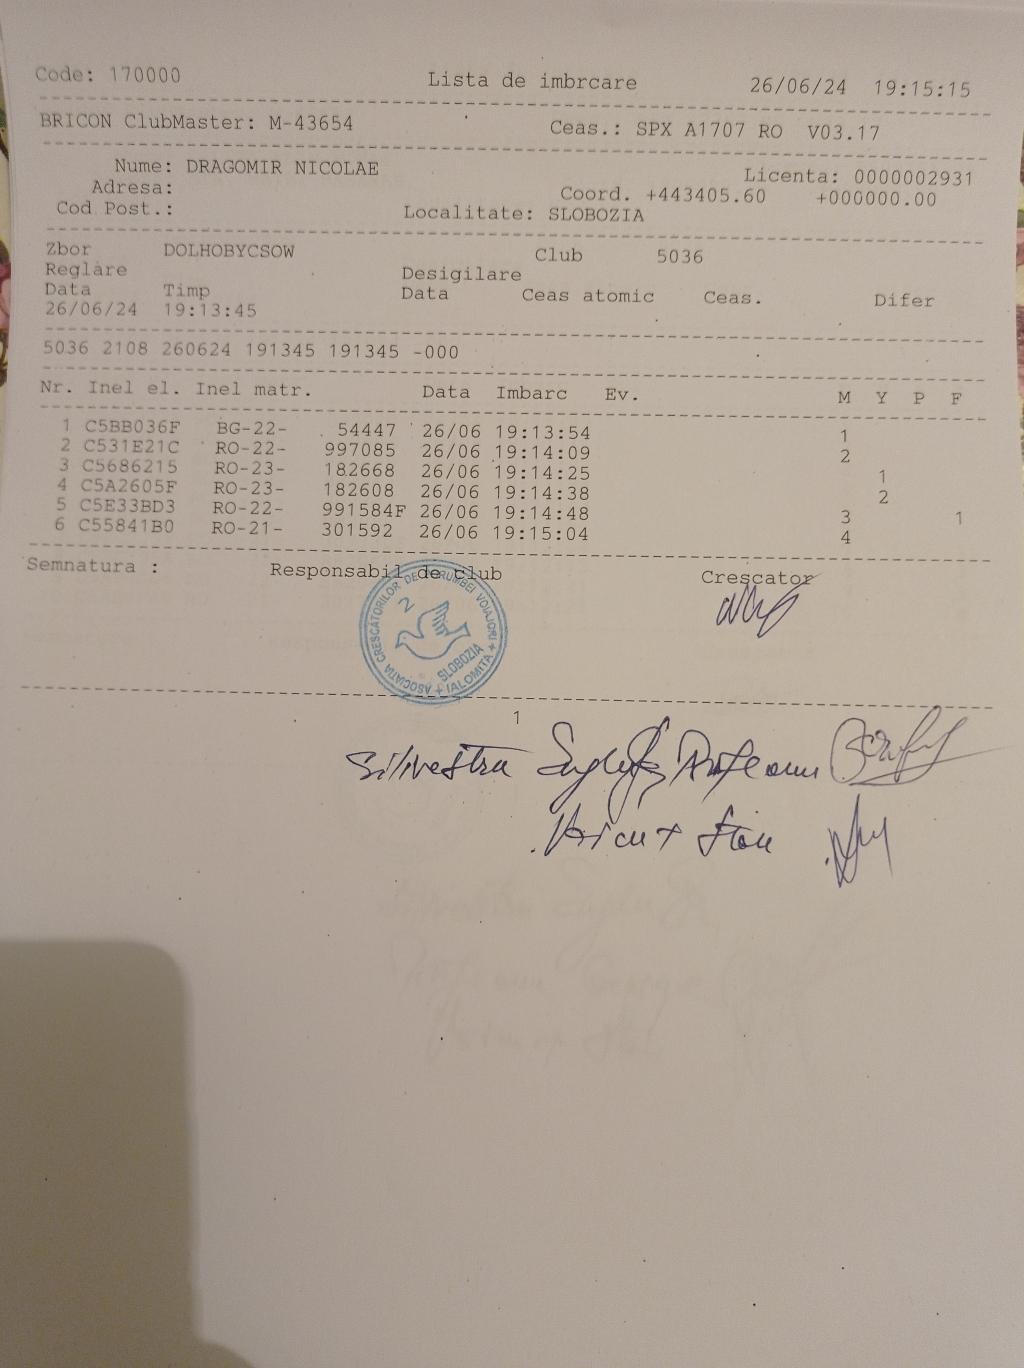 Code: 170000 Lista de imbrcare 26/06/24 19:15:15
BRICON ClubMaster: M-43654 Ceas.: SPX A1707 RO V03.17
Nume: DRAGOMIR NICOLAE Licenta: 0000002931
Adresa: Coord. +443405.60 +000000.00
Cod Post.: Localitate: SLOBOZIA
Zbor DOLHOBYCSOW Club 5036
Reglare Desigilare
Data Timp Data Ceas atomic Ceas. Difer
26/06/24 19:13:45
5036 2108 260624 191345 191345 -000
Nr. Inel el. Inel matr. Data Imbarc Ev. M Y P F
1 C5BB036F BG-22- 54447 26/06 19:13:54 1
2 C531E21C RO-22- 997085 26/06 19:14:09 2
3 C5686215 RO-23- 182668 26/06 19:14:25 1
4 C5A2605F RO-23- 182608 26/06 19:14:38 2
5 C5E33BD3 RO-22- 991584F 26/06 19:14:48 3 1
6 C55841B0 RO-21- 301592 26/06 19:15:04 4
Semnatura : Responsabil de club Crescator
ASOCIATIA CRESCĂTORILOR DE PORUMBEI VOIAJORI
2
SLOBOZIA
IALOMITA
1
Silivestru